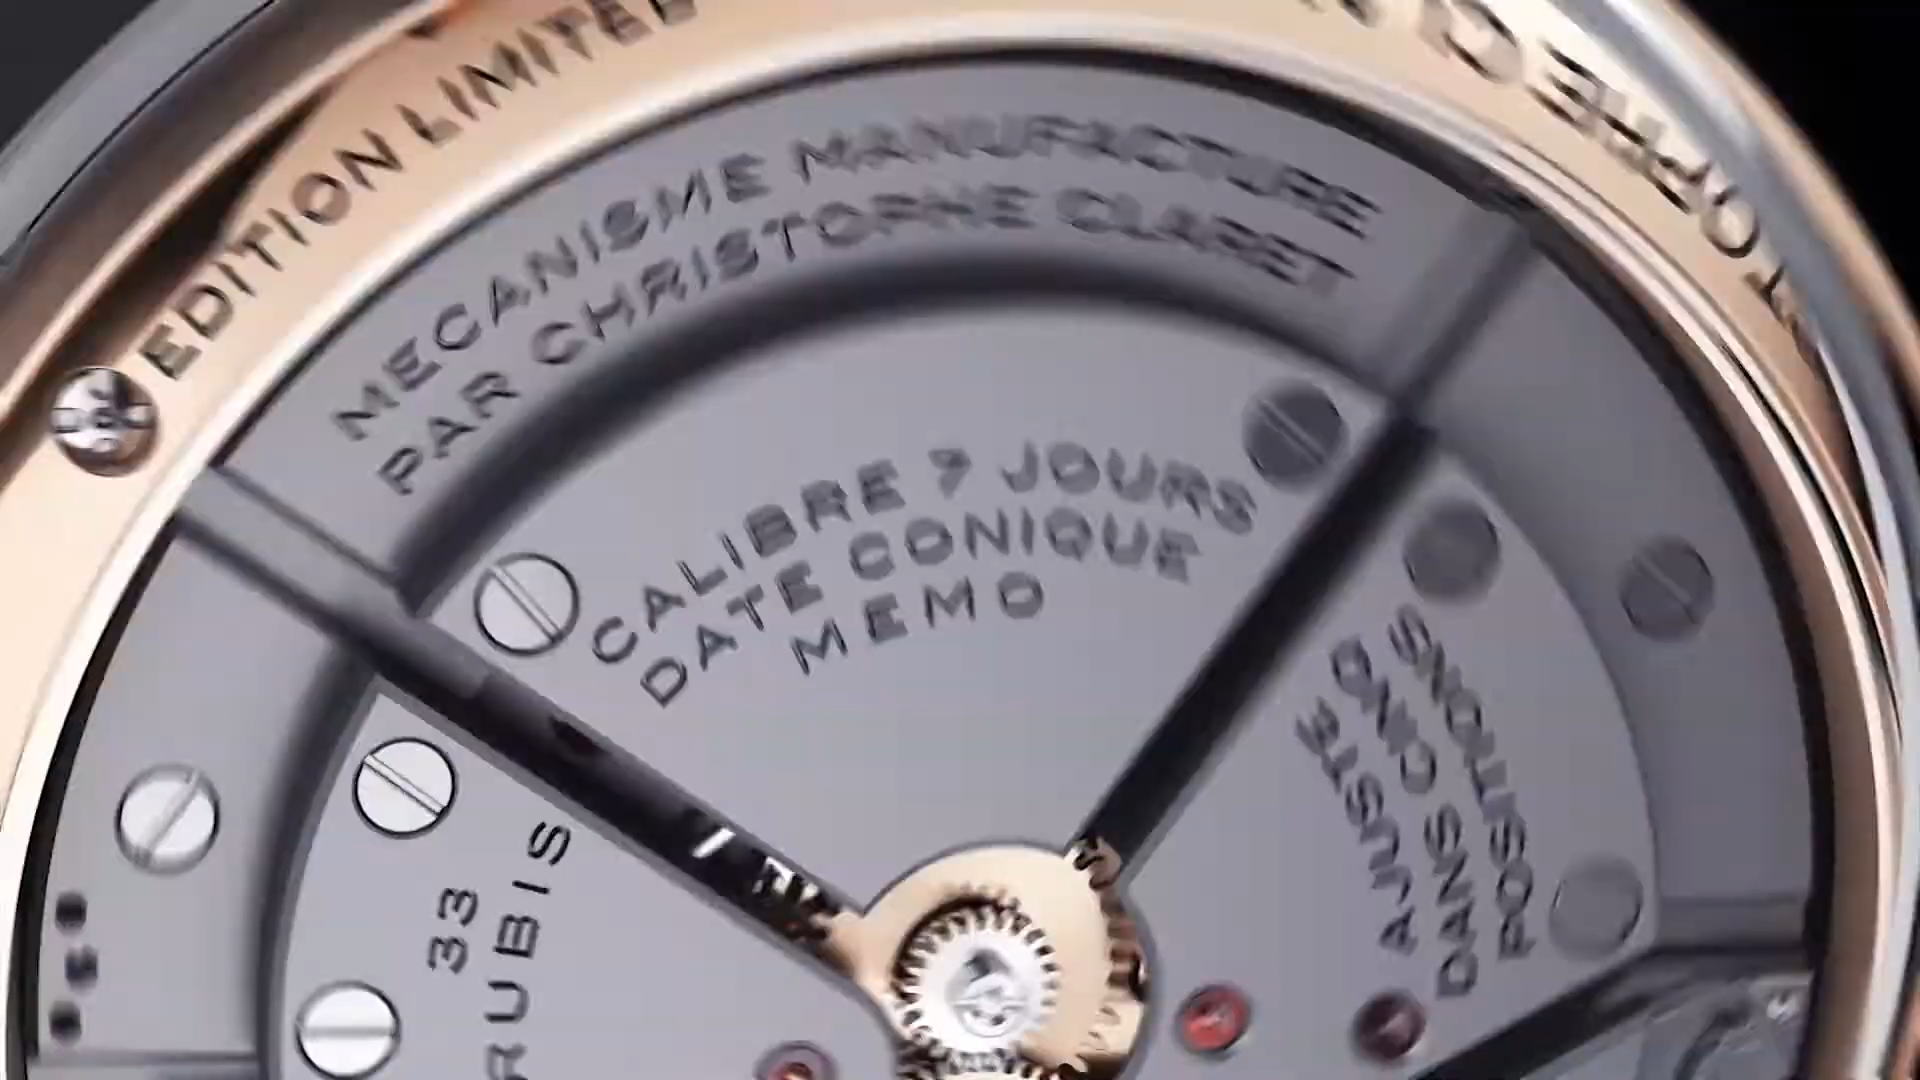 EDITION LIMITEE
MECANISME MANUFACTURE
PAR CHRISTOPHE CLARET
CALIBRE 7 JOURS
DATE CONIQUE
MEMO
33
RUBIS
AJUSTE
DANS CINQ
POSITIONS